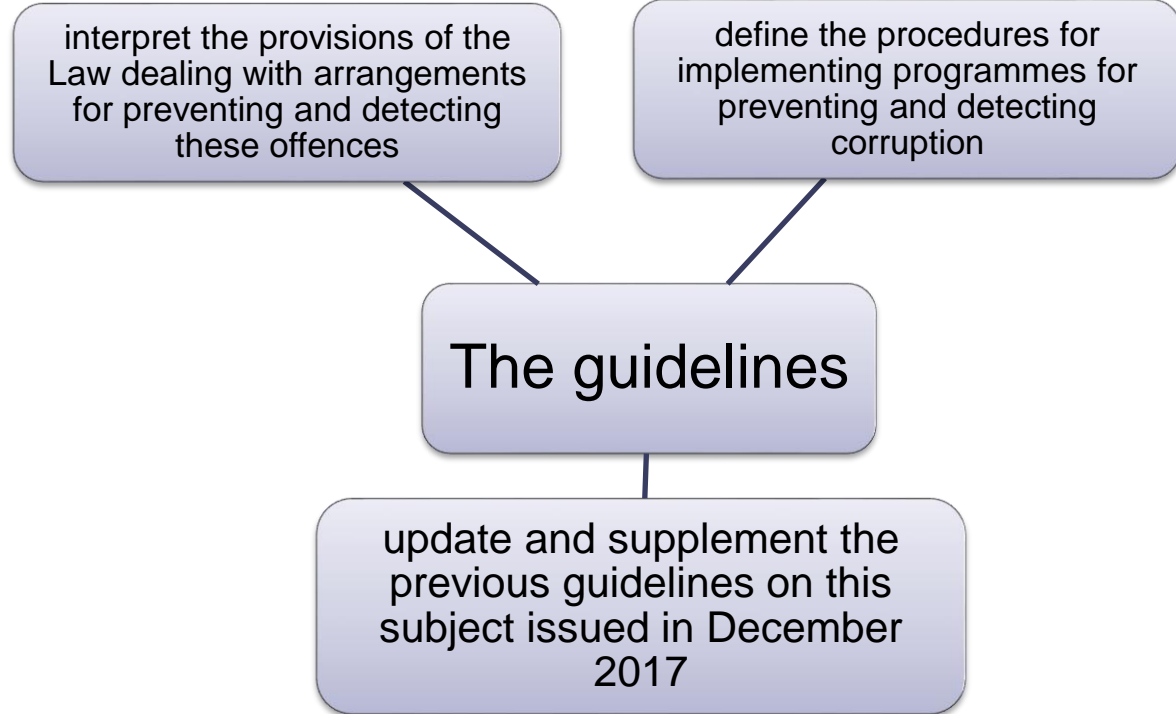 interpret the provisions of the
Law dealing with arrangements
for preventing and detecting
these offences
define the procedures for
implementing programmes for
preventing and detecting
corruption
The guidelines
update and supplement the
previous guidelines on this
subject issued in December
2017